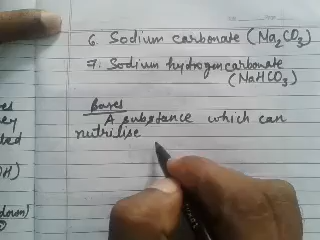 6. Sodium carbonate (Na2CO3)
7. Sodium hydrogencarbonate
(NaHCO3)
Bases
A substance which can
nutrilise